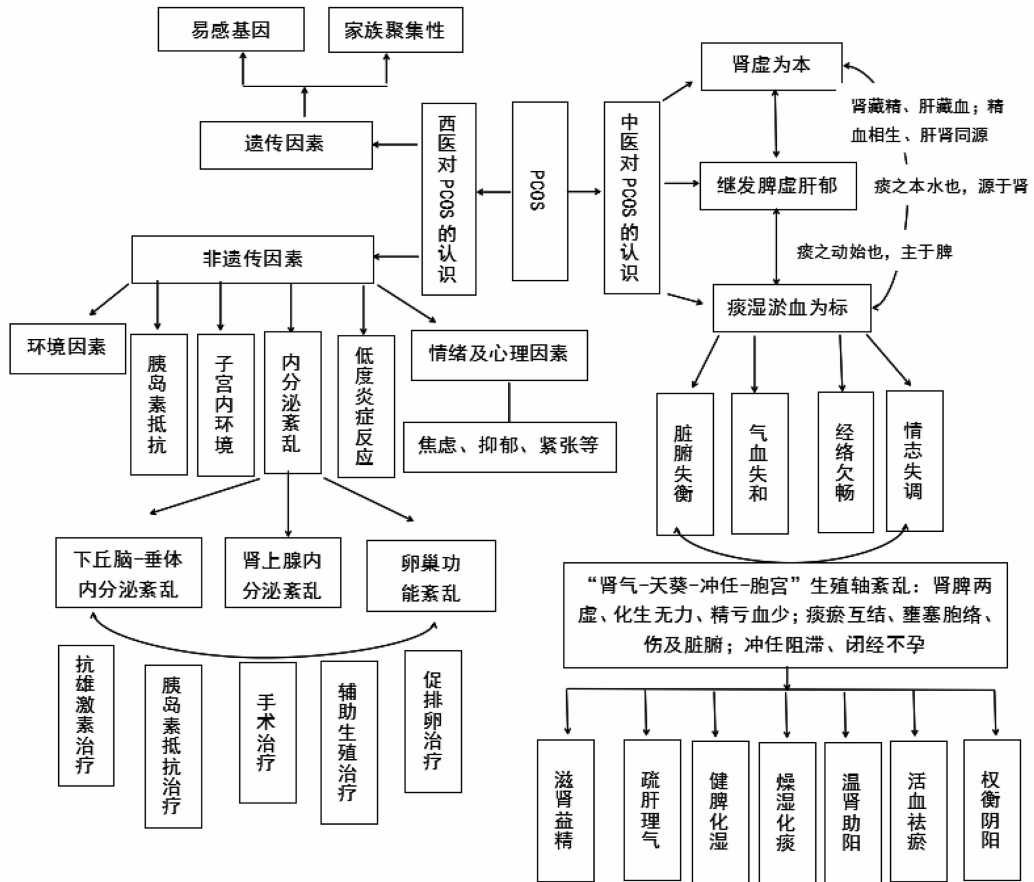 易感基因
家族聚集性
遗传因素
西医对PCOS的认识
PCOS
中医对PCOS的认识
肾虚为本
肾藏精、肝藏血；精
血相生、肝肾同源
继发脾虚肝郁
痰之本水也，源于肾
痰之动始也，主于脾
痰湿淤血为标
非遗传因素
环境因素
胰岛素抵抗
子宫内环境
内分泌紊乱
低度炎症反应
情绪及心理因素
焦虑、抑郁、紧张等
下丘脑-垂体
内分泌紊乱
肾上腺内
分泌紊乱
卵巢功
能紊乱
抗雄激素治疗
胰岛素抵抗治疗
手术治疗
辅助生殖治疗
促排卵治疗
脏腑失衡
气血失和
经络欠畅
情志失调
“肾气-天葵-冲任-胞宫”生殖轴紊乱：肾脾两
虚、化生无力、精亏血少；痰瘀互结、壅塞胞络、
伤及脏腑；冲任阻滞、闭经不孕
滋肾益精
疏肝理气
健脾化湿
燥湿化痰
温肾助阳
活血祛瘀
权衡阴阳